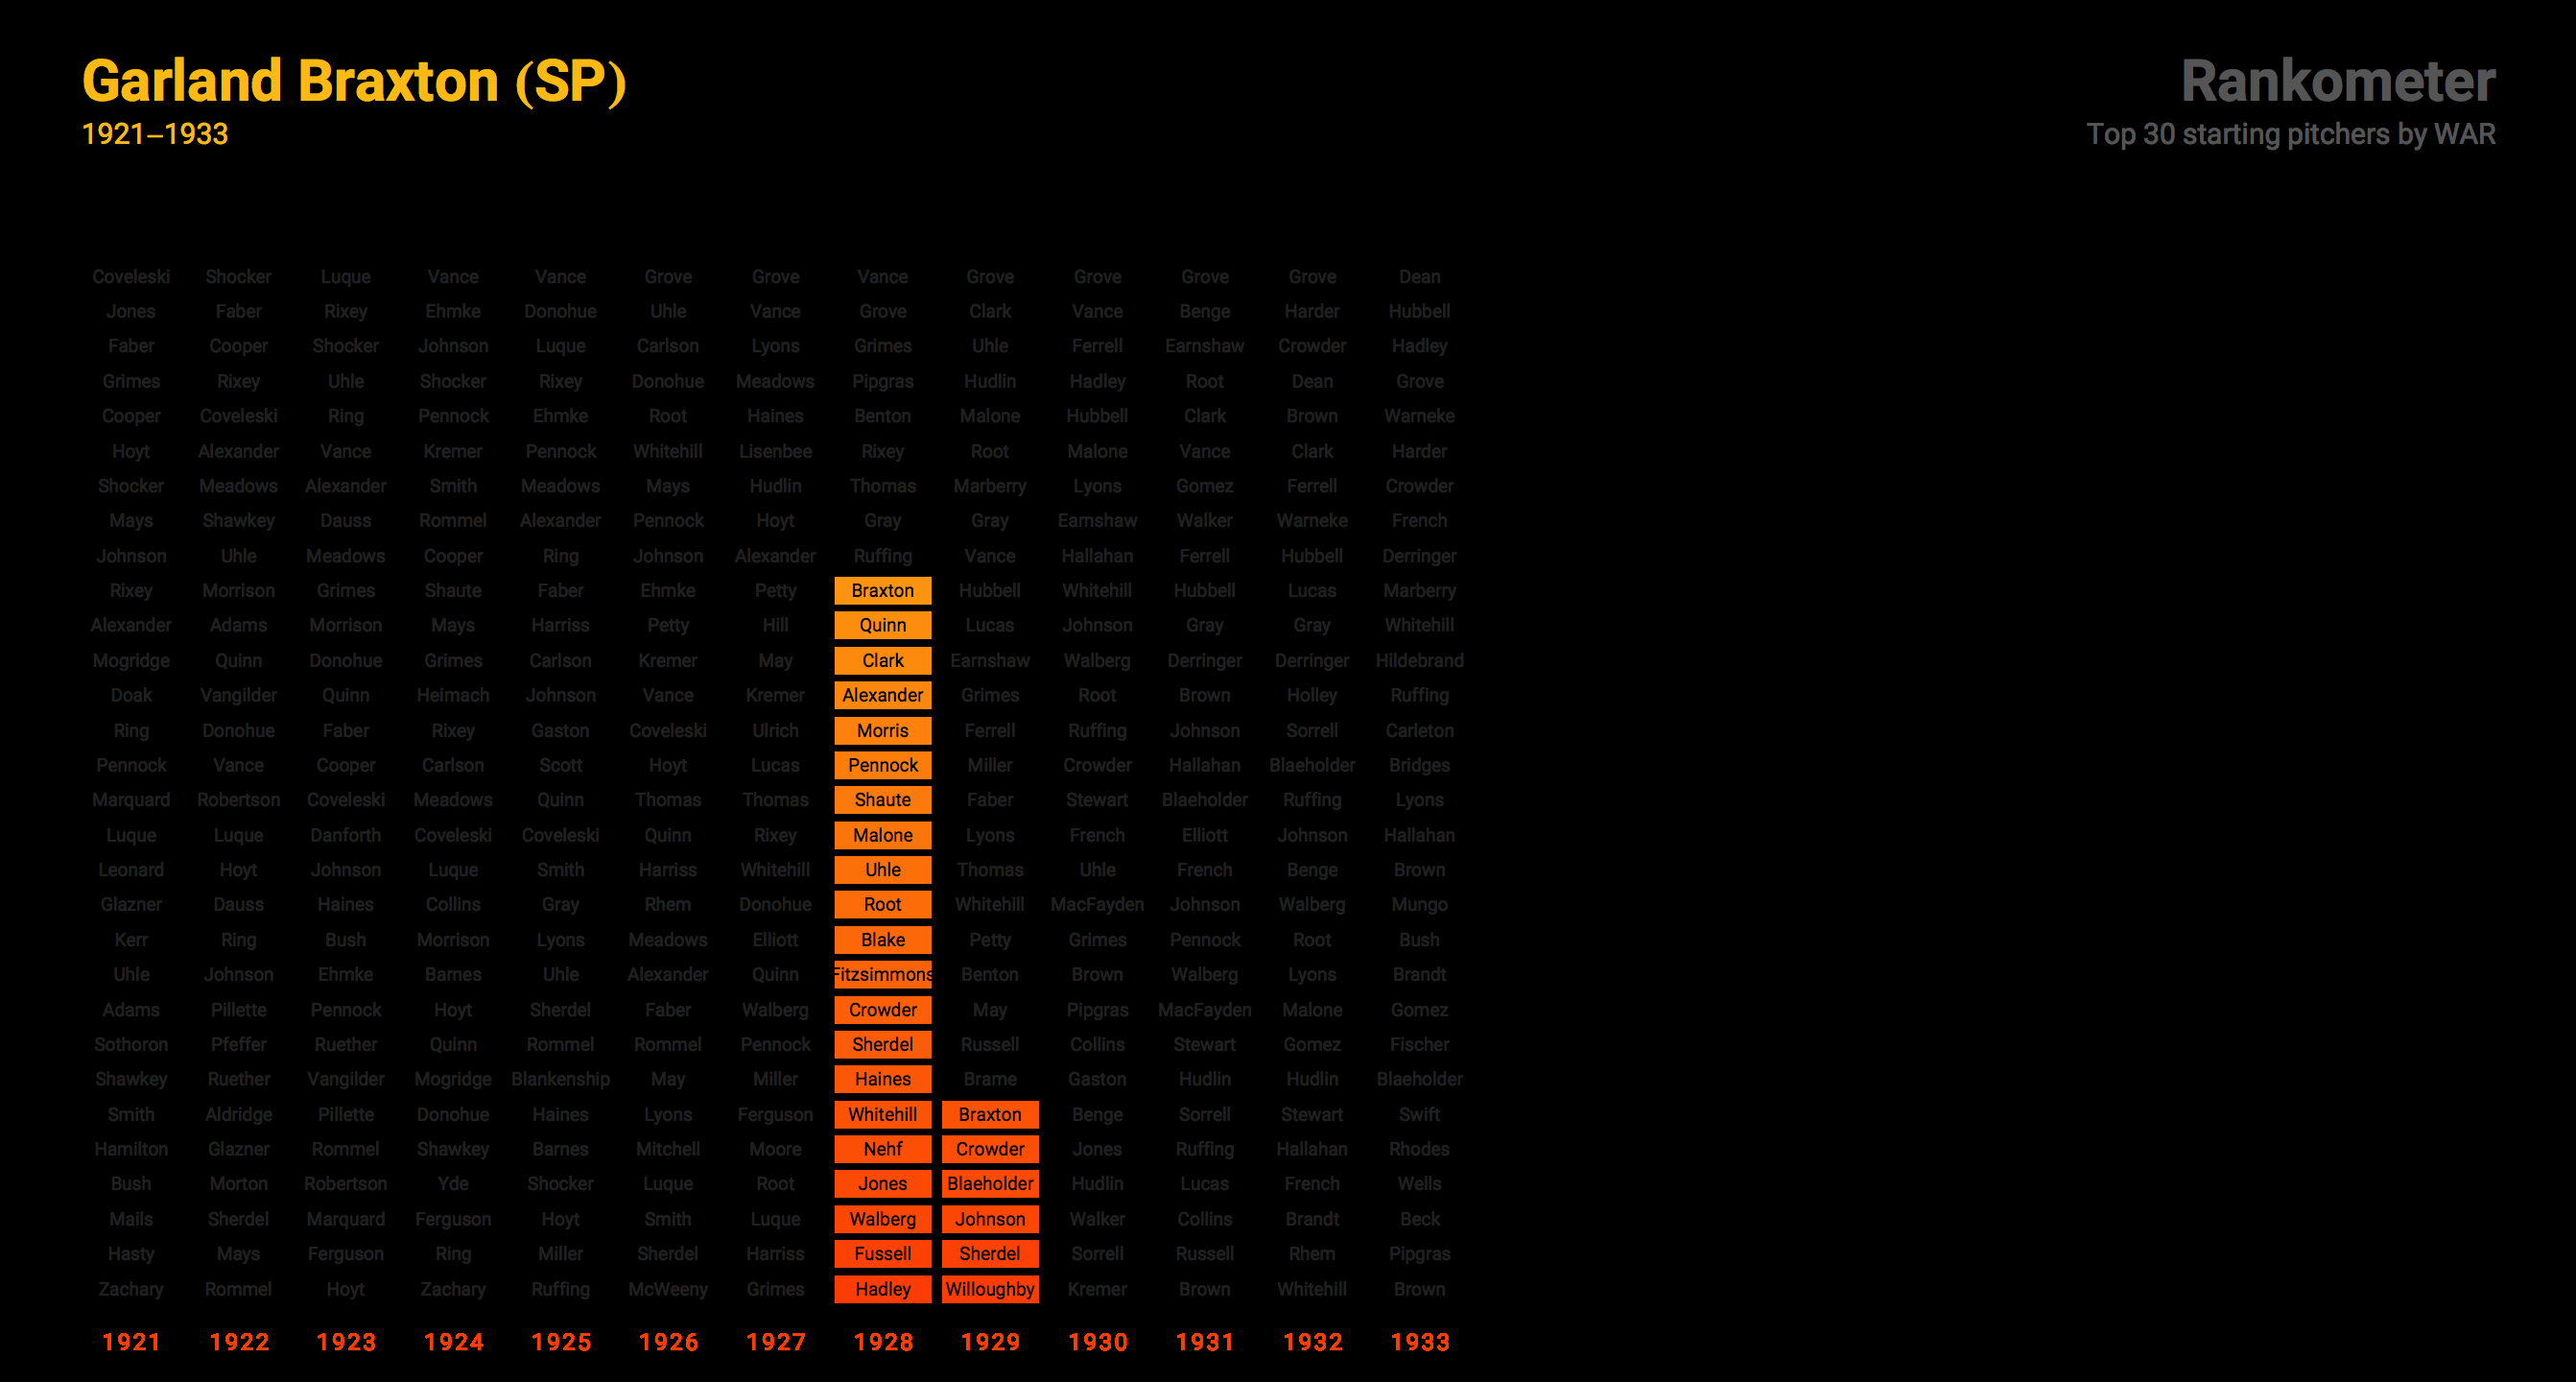 Garland Braxton (SP)
1921–1933
Rankometer
Top 30 starting pitchers by WAR
Coveleski Shocker Luque Vance Vance Grove Grove Vance Grove Grove Grove Grove Dean
Jones Faber Rixey Ehmke Donohue Uhle Vance Grove Clark Vance Benge Harder Hubbell
Faber Cooper Shocker Johnson Luque Carlson Lyons Grimes Uhle Ferrell Earnshaw Crowder Hadley
Grimes Rixey Uhle Shocker Rixey Donohue Meadows Pipgras Hudlin Hadley Root Dean Grove
Cooper Coveleski Ring Pennock Ehmke Root Haines Benton Malone Hubbell Clark Brown Warneke
Hoyt Alexander Vance Kremer Pennock Whitehill Lisenbee Rixey Root Malone Vance Clark Harder
Shocker Meadows Alexander Smith Meadows Mays Hudlin Thomas Marberry Lyons Gomez Ferrell Crowder
Mays Shawkey Dauss Rommel Alexander Pennock Hoyt Gray Gray Earnshaw Walker Warneke French
Johnson Uhle Meadows Cooper Ring Johnson Alexander Ruffing Vance Hallahan Ferrell Hubbell Derringer
Rixey Morrison Grimes Shaute Faber Ehmke Petty Braxton Hubbell Whitehill Hubbell Lucas Marberry
Alexander Adams Morrison Mays Harriss Petty Hill Quinn Lucas Johnson Gray Gray Whitehill
Mogridge Quinn Donohue Grimes Carlson Kremer May Clark Earnshaw Walberg Derringer Derringer Hildebrand
Doak Vangilder Quinn Heimach Johnson Vance Kremer Alexander Grimes Root Brown Holley Ruffing
Ring Donohue Faber Rixey Gaston Coveleski Ulrich Morris Ferrell Ruffing Johnson Sorrell Carleton
Pennock Vance Cooper Carlson Scott Hoyt Lucas Pennock Miller Crowder Hallahan Blaeholder Bridges
Marquard Robertson Coveleski Meadows Quinn Thomas Thomas Shaute Faber Stewart Blaeholder Ruffing Lyons
Luque Luque Danforth Coveleski Coveleski Quinn Rixey Malone Lyons French Elliott Johnson Hallahan
Leonard Hoyt Johnson Luque Smith Harriss Whitehill Uhle Thomas Uhle French Benge Brown
Glazner Dauss Haines Collins Gray Rhem Donohue Root Whitehill MacFayden Johnson Walberg Mungo
Kerr Ring Bush Morrison Lyons Meadows Elliott Blake Petty Grimes Pennock Root Bush
Uhle Johnson Ehmke Barnes Uhle Alexander Quinn Fitzsimmons Benton Brown Walberg Lyons Brandt
Adams Pillette Pennock Hoyt Sherdel Faber Walberg Crowder May Pipgras MacFayden Malone Gomez
Sothoron Pfeffer Ruether Quinn Rommel Rommel Pennock Sherdel Russell Collins Stewart Gomez Fischer
Shawkey Ruether Vangilder Mogridge Blankenship May Miller Haines Brame Gaston Hudlin Hudlin Blaeholder
Smith Aldridge Pillette Donohue Haines Lyons Ferguson Whitehill Braxton Benge Sorrell Stewart Swift
Hamilton Glazner Rommel Shawkey Barnes Mitchell Moore Nehf Crowder Jones Ruffing Hallahan Rhodes
Bush Morton Robertson Yde Shocker Luque Root Jones Blaeholder Hudlin Lucas French Wells
Mails Sherdel Marquard Ferguson Hoyt Smith Luque Walberg Johnson Walker Collins Brandt Beck
Hasty Mays Ferguson Ring Miller Sherdel Harriss Fussell Sherdel Sorrell Russell Rhem Pipgras
Zachary Rommel Hoyt Zachary Ruffing McWeeny Grimes Hadley Willoughby Kremer Brown Whitehill Brown
1921 1922 1923 1924 1925 1926 1927 1928 1929 1930 1931 1932 1933